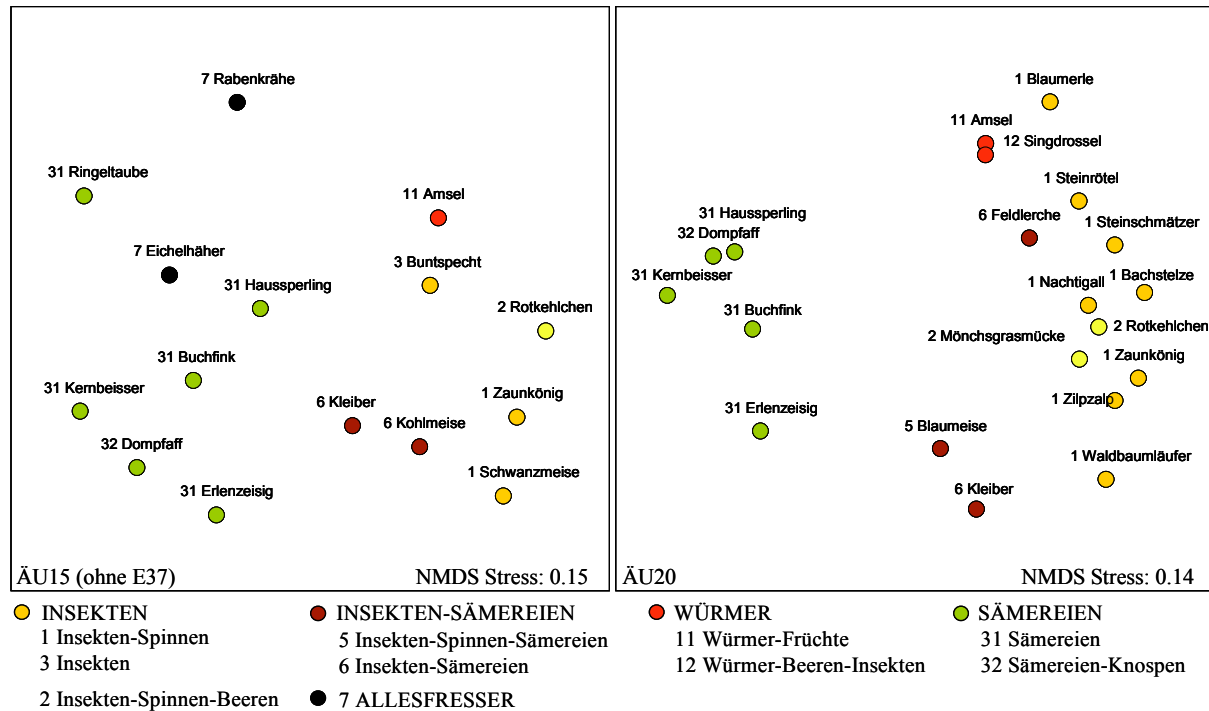 7 Rabenkrähe
31 Ringeltaube
11 Amsel
7 Eichelhäher
3 Buntspecht
31 Haussperling
2 Rotkehlchen
31 Buchfink
31 Kernbeisser
6 Kleiber
1 Zaunkönig
6 Kohlmeise
32 Dompfaff
1 Schwanzmeise
31 Erlenzeisig
ÄU15 (ohne E37) NMDS Stress: 0.15
1 Blaumerle
11 Amsel
12 Singdrossel
1 Steinrötel
6 Feldlerche
31 Haussperling
1 Steinschmätzer
32 Dompfaff
31 Kernbeisser
1 Bachstelze
1 Nachtigall
31 Buchfink
2 Rotkehlchen
2 Mönchsgrasmücke
1 Zaunkönig
1 Zilpzalp
31 Erlenzeisig
5 Blaumeise
1 Waldbaumläufer
6 Kleiber
ÄU20 NMDS Stress: 0.14
INSEKTEN
1 Insekten-Spinnen
3 Insekten
2 Insekten-Spinnen-Beeren
INSEKTEN-SÄMEREIEN
5 Insekten-Spinnen-Sämereien
6 Insekten-Sämereien
7 ALLESFRESSER
WÜRMER
11 Würmer-Früchte
12 Würmer-Beeren-Insekten
SÄMEREIEN
31 Sämereien
32 Sämereien-Knospen